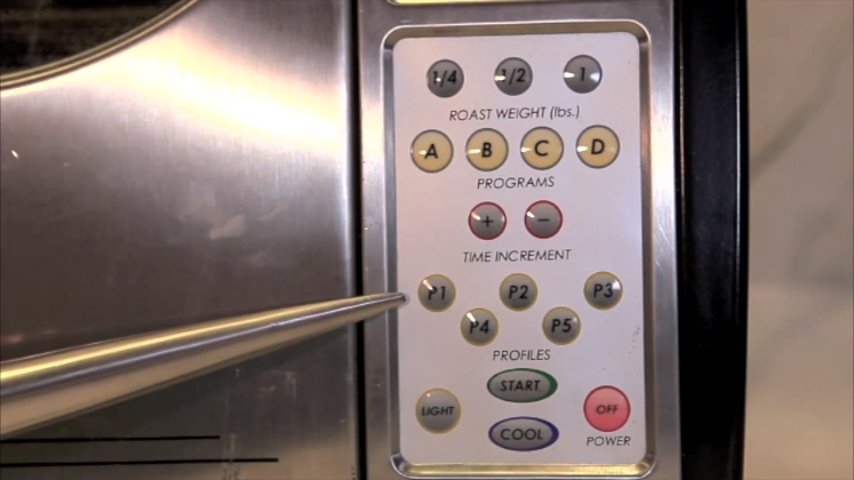 1/4 1/2 1
ROAST WEIGHT (lbs.)
A B C D
PROGRAMS
+ −
TIME INCREMENT
P1 P2 P3
P4 P5
PROFILES
START
LIGHT OFF
COOL
POWER